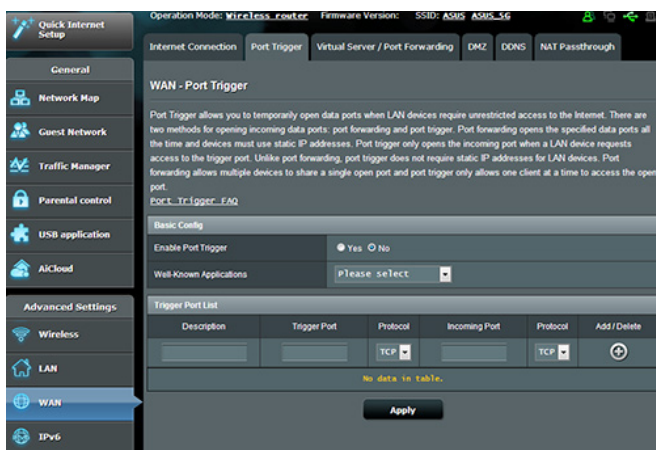 Quick Internet
Setup
Operation Mode: Wireless router Firmware Version: SSID: ASUS ASUS_5G
Internet Connection Port Trigger Virtual Server / Port Forwarding DMZ DDNS NAT Passthrough
General
Network Map
Guest Network
Traffic Manager
Parental control
USB application
AiCloud
Advanced Settings
Wireless
LAN
WAN
IPv6
WAN - Port Trigger
Port Trigger allows you to temporarily open data ports when LAN devices require unrestricted access to the Internet. There are
two methods for opening incoming data ports: port forwarding and port trigger. Port forwarding opens the specified data ports all
the time and devices must use static IP addresses. Port trigger only opens the incoming port when a LAN device requests
access to the trigger port. Unlike port forwarding, port trigger does not require static IP addresses for LAN devices. Port
forwarding allows multiple devices to share a single open port and port trigger only allows one client at a time to access the open
port.
Port Trigger FAQ
Basic Config
Enable Port Trigger Yes No
Well-Known Applications Please select
Trigger Port List
Description Trigger Port Protocol Incoming Port Protocol Add / Delete
TCP TCP
No data in table.
Apply